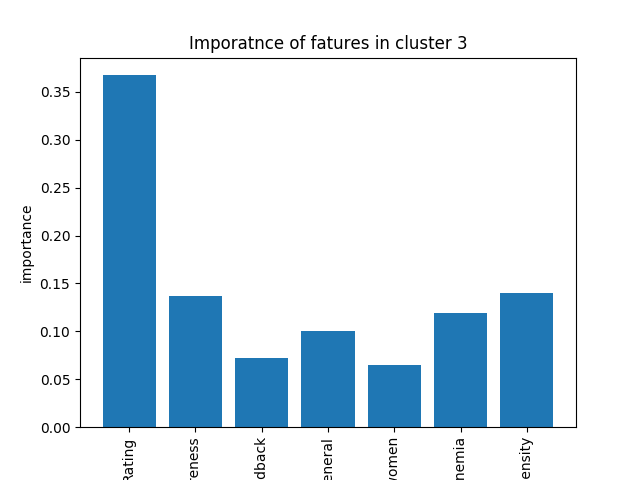 Imporatnce of fatures in cluster 3
importance
0.35
0.30
0.25
0.20
0.15
0.10
0.05
0.00
Rating
reness
dback
eneral
women
nemia
ensity